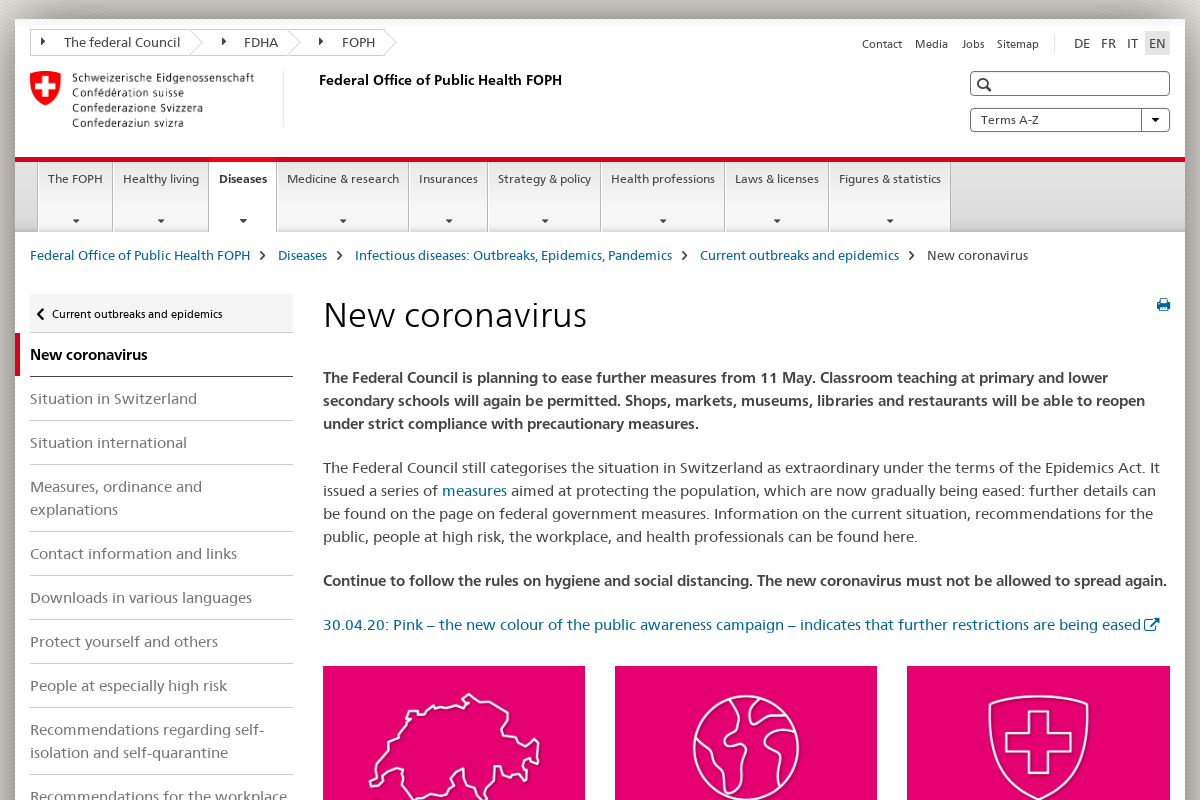 The federal Council
FDHA
FOPH
Contact
Media
Jobs
Sitemap
DE
FR
IT
EN
Schweizerische Eidgenossenschaft
Confédération suisse
Confederazione Svizzera
Confederaziun svizra
Federal Office of Public Health FOPH
Terms A-Z
The FOPH
Healthy living
Diseases
Medicine & research
Insurances
Strategy & policy
Health professions
Laws & licenses
Figures & statistics
Federal Office of Public Health FOPH
Diseases
Infectious diseases: Outbreaks, Epidemics, Pandemics
Current outbreaks and epidemics
New coronavirus
Current outbreaks and epidemics
New coronavirus
Situation in Switzerland
Situation international
Measures, ordinance and
explanations
Contact information and links
Downloads in various languages
Protect yourself and others
People at especially high risk
Recommendations regarding self-
isolation and self-quarantine
Recommendations for the workplace
New coronavirus
The Federal Council is planning to ease further measures from 11 May. Classroom teaching at primary and lower
secondary schools will again be permitted. Shops, markets, museums, libraries and restaurants will be able to reopen
under strict compliance with precautionary measures.
The Federal Council still categorises the situation in Switzerland as extraordinary under the terms of the Epidemics Act. It
issued a series of measures aimed at protecting the population, which are now gradually being eased: further details can
be found on the page on federal government measures. Information on the current situation, recommendations for the
public, people at high risk, the workplace, and health professionals can be found here.
Continue to follow the rules on hygiene and social distancing. The new coronavirus must not be allowed to spread again.
30.04.20: Pink – the new colour of the public awareness campaign – indicates that further restrictions are being eased